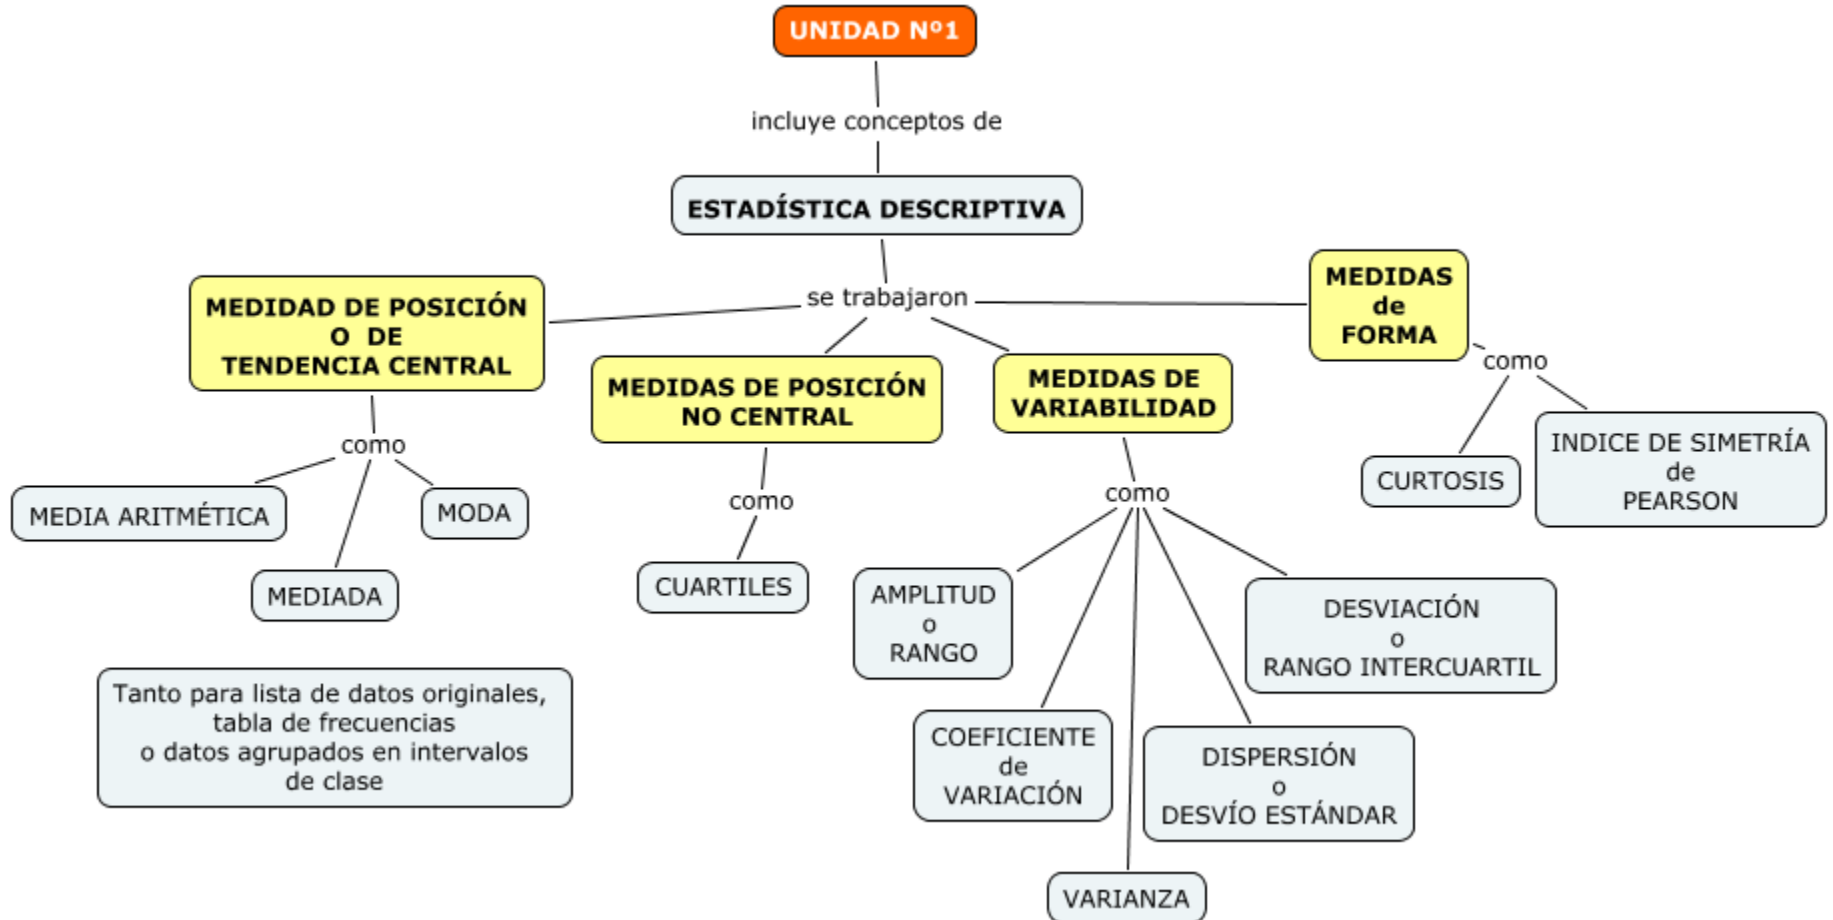 UNIDAD Nº1
incluye conceptos de
ESTADÍSTICA DESCRIPTIVA
se trabajaron
MEDIDAD DE POSICIÓN
O DE
TENDENCIA CENTRAL
como
MEDIA ARITMÉTICA
MEDIADA
MODA
Tanto para lista de datos originales,
tabla de frecuencias
o datos agrupados en intervalos
de clase
MEDIDAS DE POSICIÓN
NO CENTRAL
como
CUARTILES
MEDIDAS DE
VARIABILIDAD
como
AMPLITUD
o
RANGO
COEFICIENTE
de
VARIACIÓN
VARIANZA
DISPERSIÓN
o
DESVÍO ESTÁNDAR
DESVIACIÓN
o
RANGO INTERCUARTIL
MEDIDAS
de
FORMA
como
CURTOSIS
INDICE DE SIMETRÍA
de
PEARSON